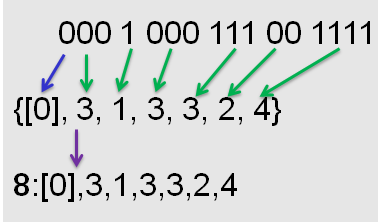 000 1 000 111 00 1111
{[0], 3, 1, 3, 3, 2, 4}
8:[0],3,1,3,3,2,4